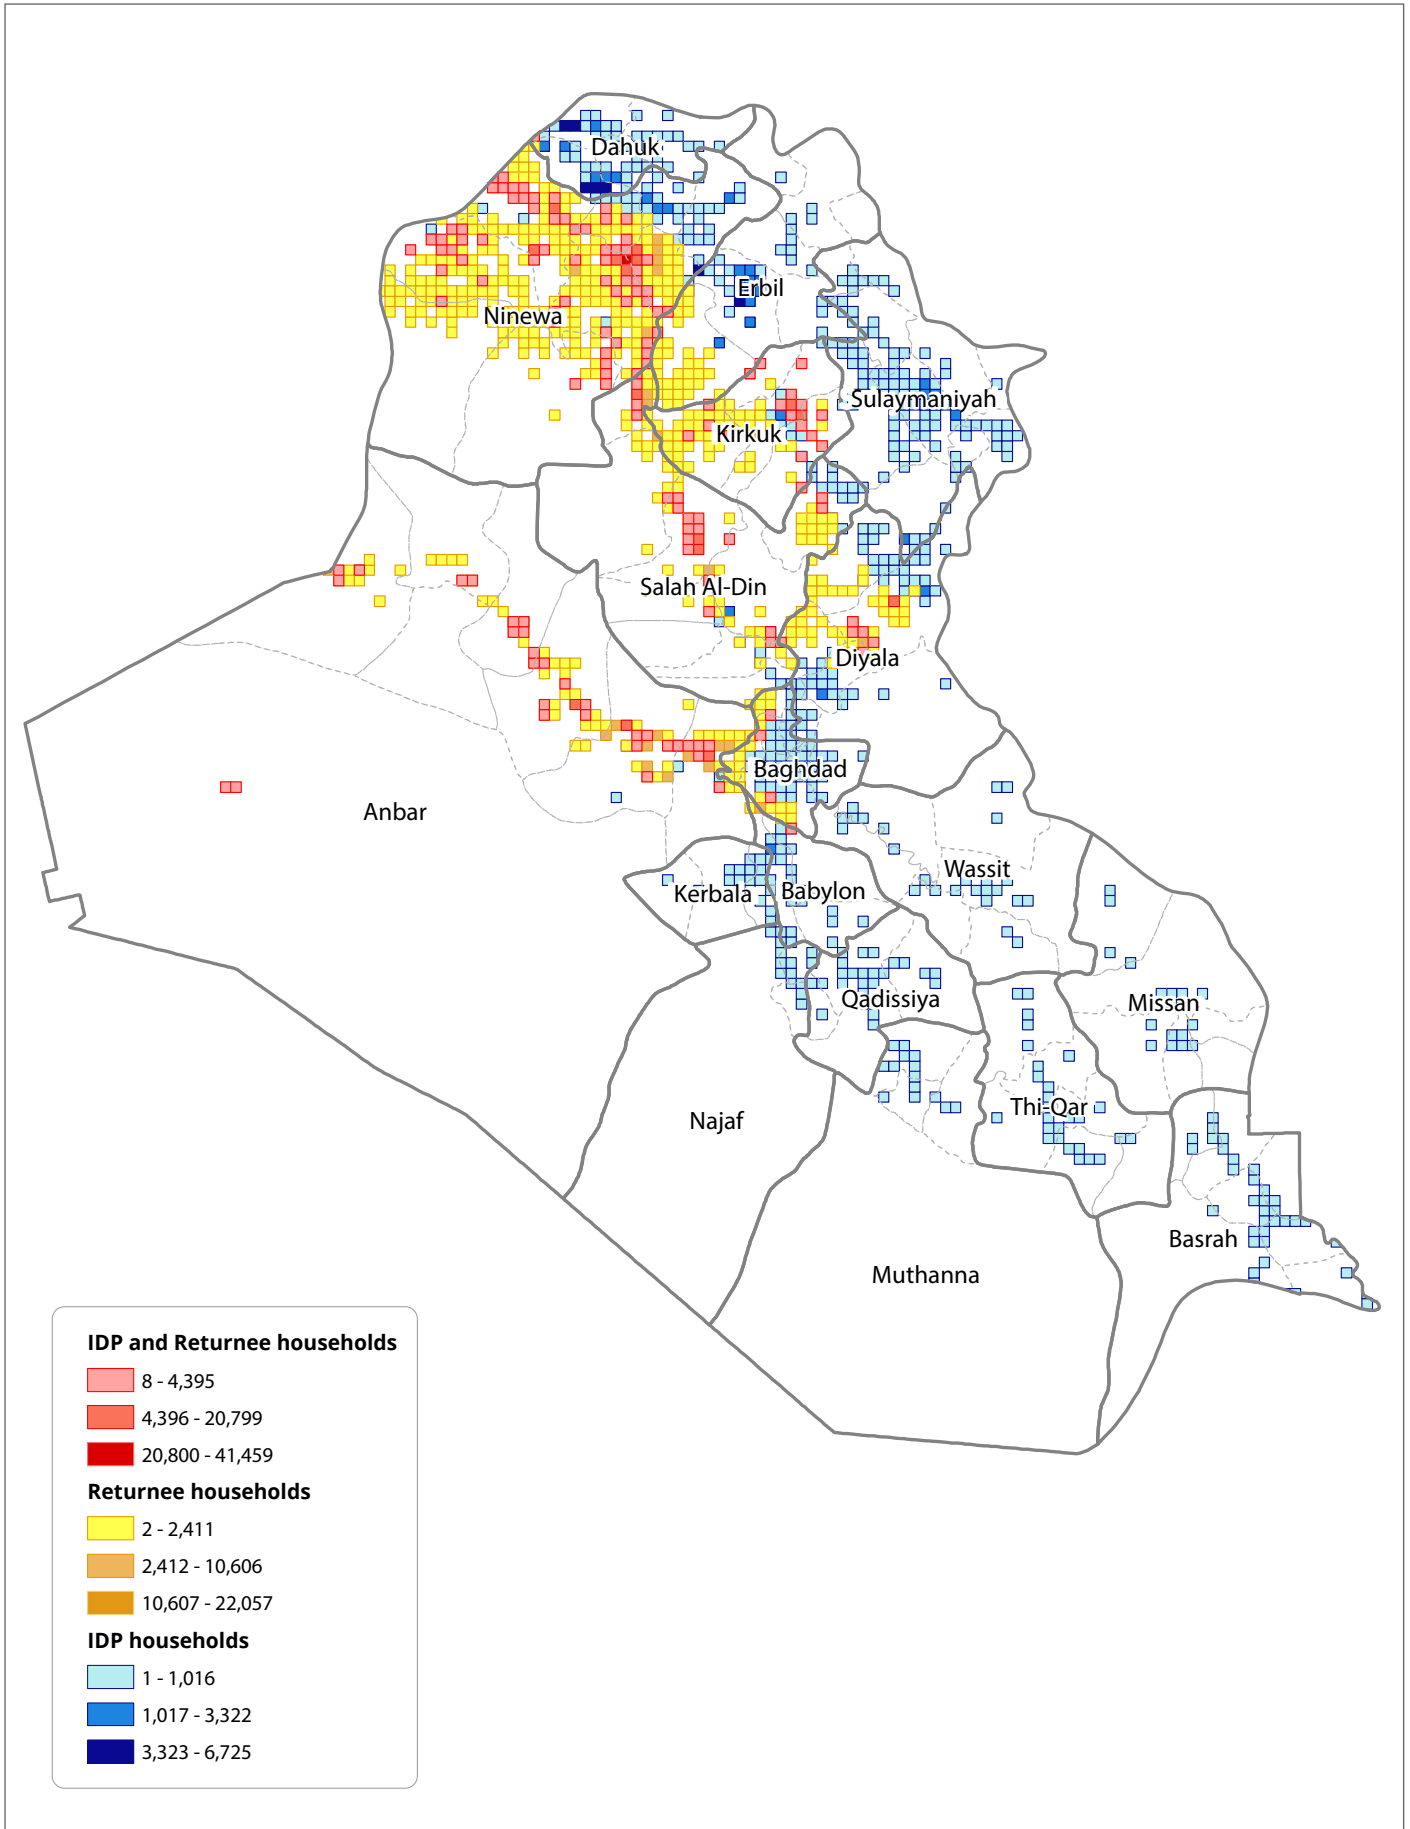 Dahuk
Erbil
Ninewa
Sulaymaniyah
Kirkuk
Salah Al-Din
Diyala
Baghdad
Anbar
Wassit
Kerbala
Babylon
Qadissiya
Missan
Thi-Qar
Najaf
Basrah
Muthanna
IDP and Returnee households
8 - 4,395
4,396 - 20,799
20,800 - 41,459
Returnee households
2 - 2,411
2,412 - 10,606
10,607 - 22,057
IDP households
1 - 1,016
1,017 - 3,322
3,323 - 6,725